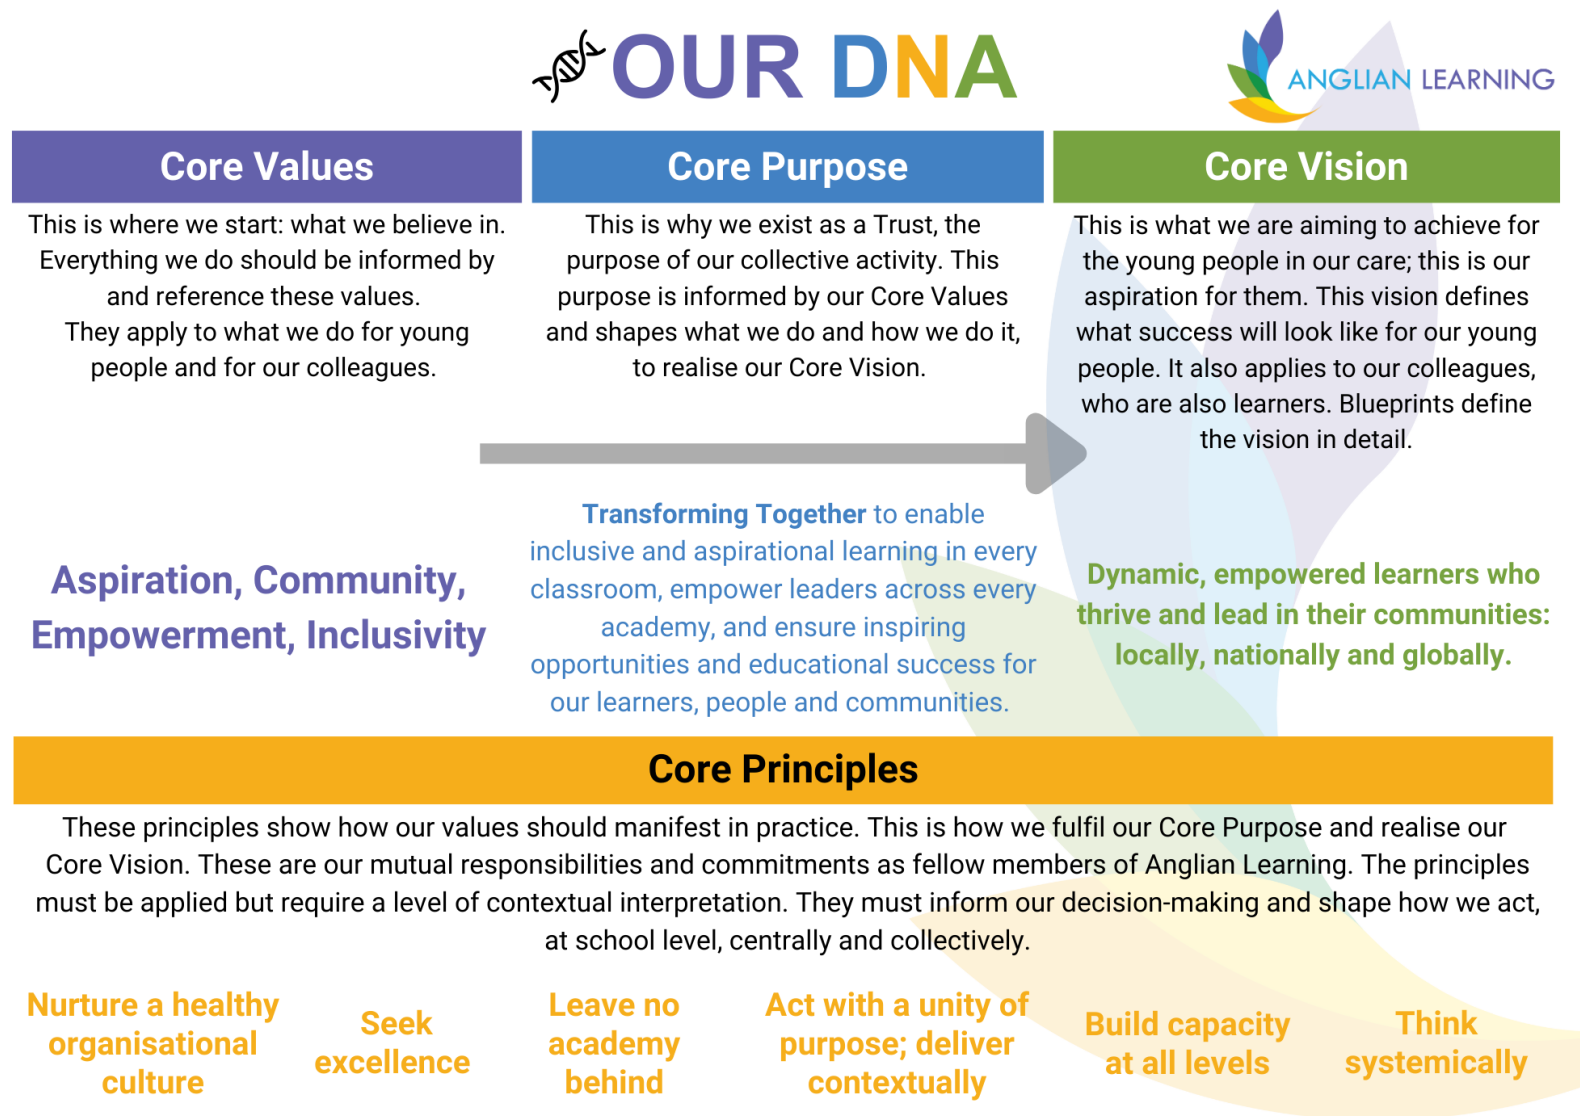 OUR DNA
ANGLIAN LEARNING
Core Values
This is where we start: what we believe in.
Everything we do should be informed by
and reference these values.
They apply to what we do for young
people and for our colleagues.
Aspiration, Community,
Empowerment, Inclusivity
Core Purpose
This is why we exist as a Trust, the
purpose of our collective activity. This
purpose is informed by our Core Values
and shapes what we do and how we do it,
to realise our Core Vision.
Transforming Together to enable
inclusive and aspirational learning in every
classroom, empower leaders across every
academy, and ensure inspiring
opportunities and educational success for
our learners, people and communities.
Core Vision
This is what we are aiming to achieve for
the young people in our care; this is our
aspiration for them. This vision defines
what success will look like for our young
people. It also applies to our colleagues,
who are also learners. Blueprints define
the vision in detail.
Dynamic, empowered learners who
thrive and lead in their communities:
locally, nationally and globally.
Core Principles
These principles show how our values should manifest in practice. This is how we fulfil our Core Purpose and realise our
Core Vision. These are our mutual responsibilities and commitments as fellow members of Anglian Learning. The principles
must be applied but require a level of contextual interpretation. They must inform our decision-making and shape how we act,
at school level, centrally and collectively.
Nurture a healthy
organisational
culture
Seek
excellence
Leave no
academy
behind
Act with a unity of
purpose; deliver
contextually
Build capacity
at all levels
Think
systemically